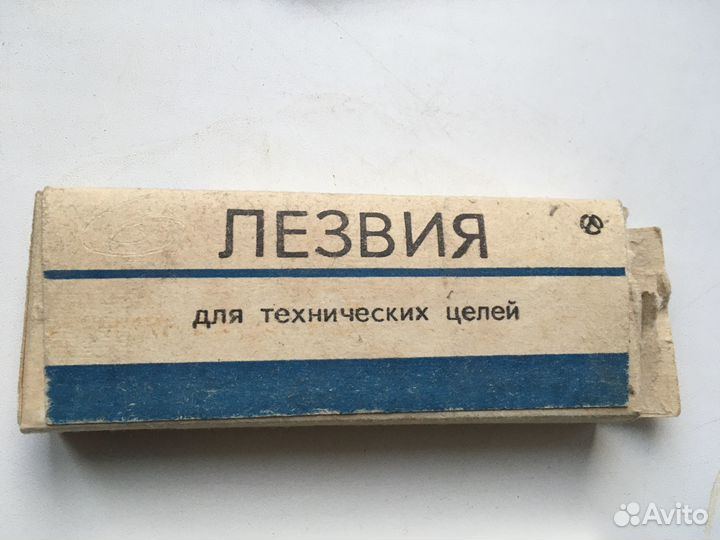 ЛЕЗВИЯ
для технических целей
Avito